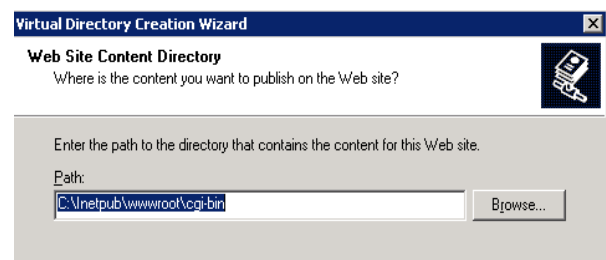 Virtual Directory Creation Wizard
Web Site Content Directory
Where is the content you want to publish on the Web site?
Enter the path to the directory that contains the content for this Web site.
Path:
C:\Inetpub\wwwroot\cgi-bin
Browse...